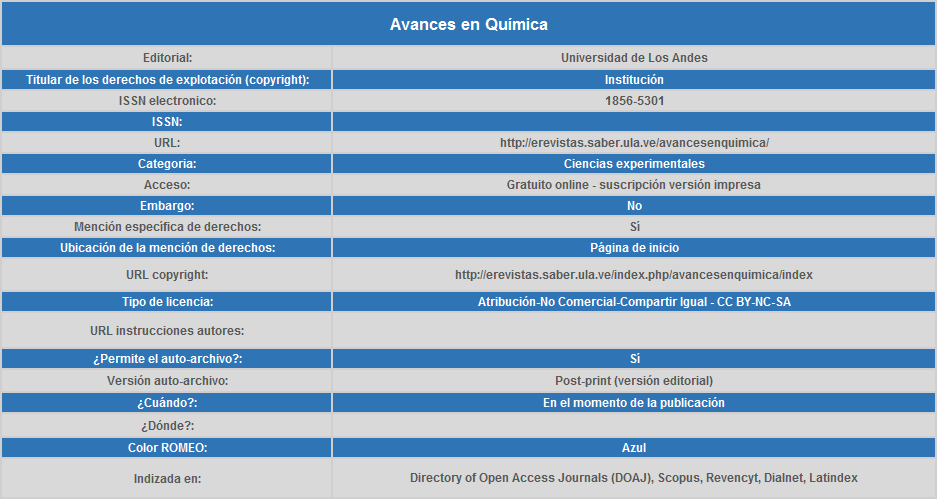 Avances en Química
Editorial: Universidad de Los Andes
Titular de los derechos de explotación (copyright): Institución
ISSN electronico: 1856-5301
ISSN:
URL: http://erevistas.saber.ula.ve/avancesenquimica/
Categoria: Ciencias experimentales
Acceso: Gratuito online - suscripción versión impresa
Embargo: No
Mención específica de derechos: Sí
Ubicación de la mención de derechos: Página de inicio
URL copyright: http://erevistas.saber.ula.ve/index.php/avancesenquimica/index
Tipo de licencia: Atribución-No Comercial-Compartir Igual - CC BY-NC-SA
URL instrucciones autores:
¿Permite el auto-archivo?: Sí
Versión auto-archivo: Post-print (versión editorial)
¿Cuándo?: En el momento de la publicación
¿Dónde?:
Color ROMEO: Azul
Indizada en: Directory of Open Access Journals (DOAJ), Scopus, Revencyt, Dialnet, Latindex